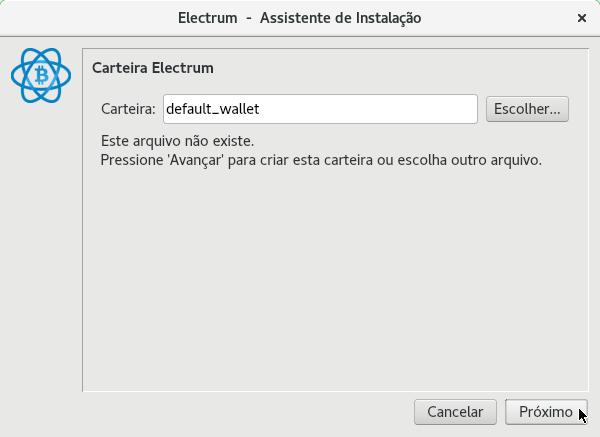 Electrum - Assistente de Instalação
Carteira Electrum
Carteira: default_wallet Escolher...
Este arquivo não existe.
Pressione 'Avançar' para criar esta carteira ou escolha outro arquivo.
Cancelar Próximo